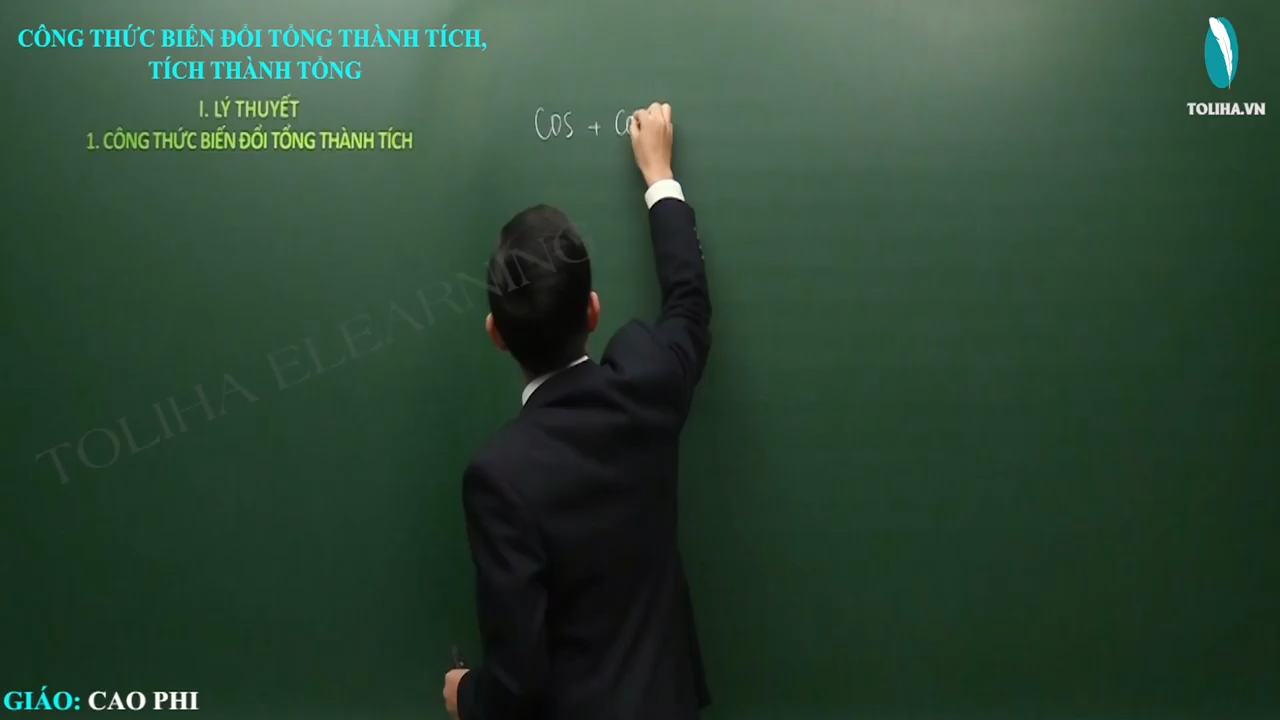 CÔNG THỨC BIẾN ĐỔI TỔNG THÀNH TÍCH,
TÍCH THÀNH TỔNG
I. LÝ THUYẾT
1. CÔNG THỨC BIẾN ĐỔI TỔNG THÀNH TÍCH
TOLIHA.VN
cos +
TOLIHA ELEARNING
GIÁO: CAO PHI